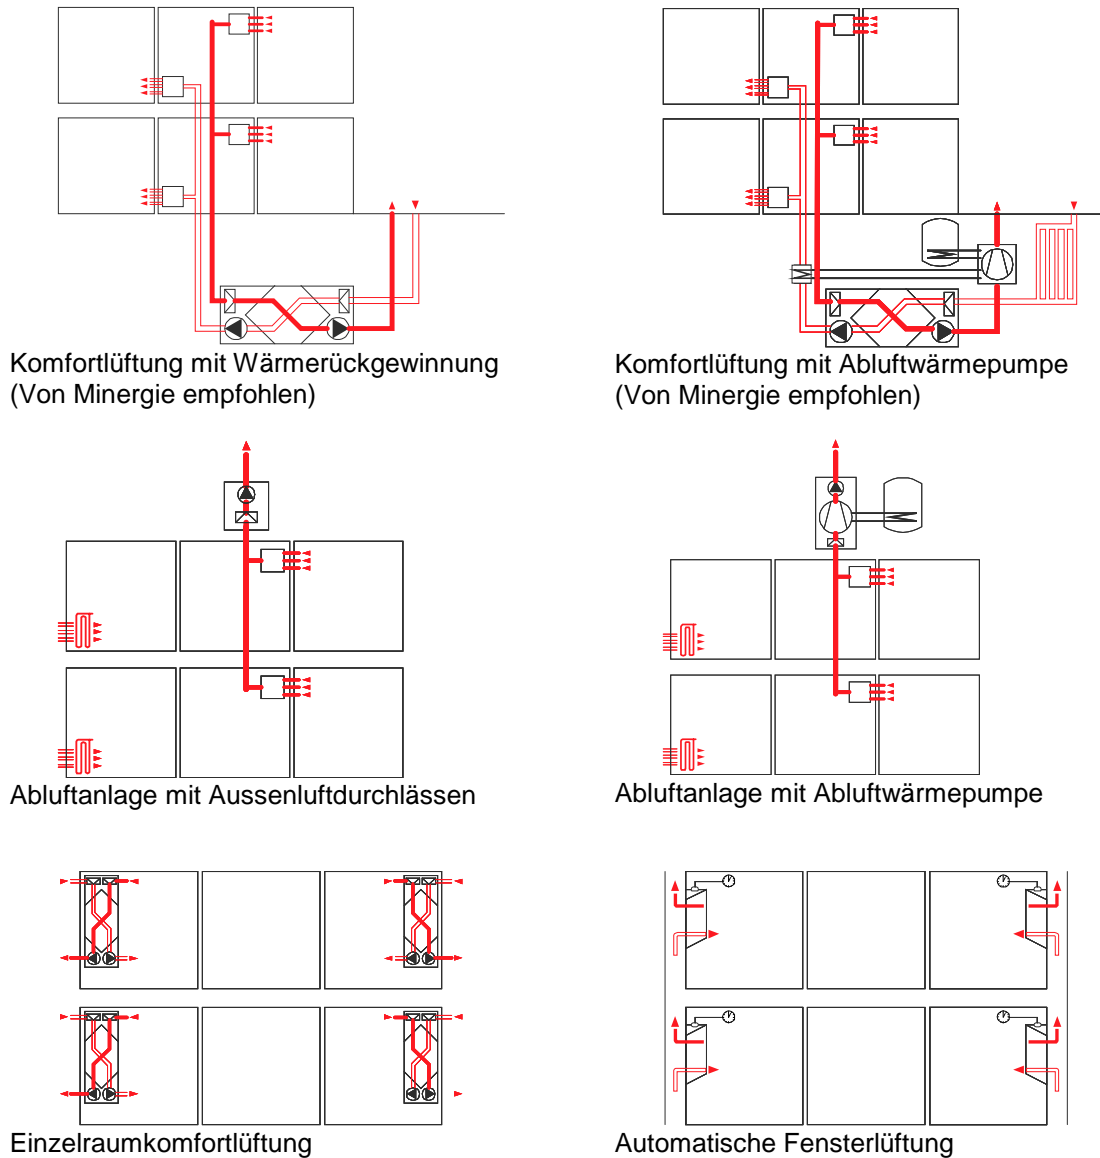 Komfortlüftung mit Wärmerückgewinnung
(Von Minergie empfohlen)
Komfortlüftung mit Abluftwärmepumpe
(Von Minergie empfohlen)
Abluftanlage mit Aussenluftdurchlässen
Abluftanlage mit Abluftwärmepumpe
Einzelraumkomfortlüftung
Automatische Fensterlüftung